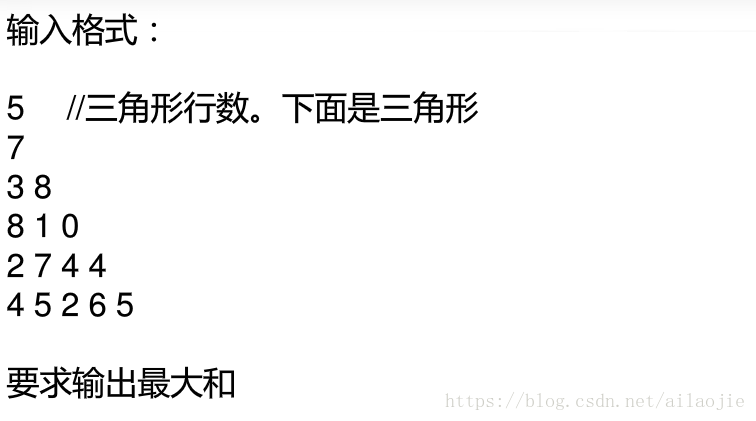 输入格式：
5 //三角形行数。下面是三角形
7
3 8
8 1 0
2 7 4 4
4 5 2 6 5
要求输出最大和
https://blog.csdn.net/ailaojie